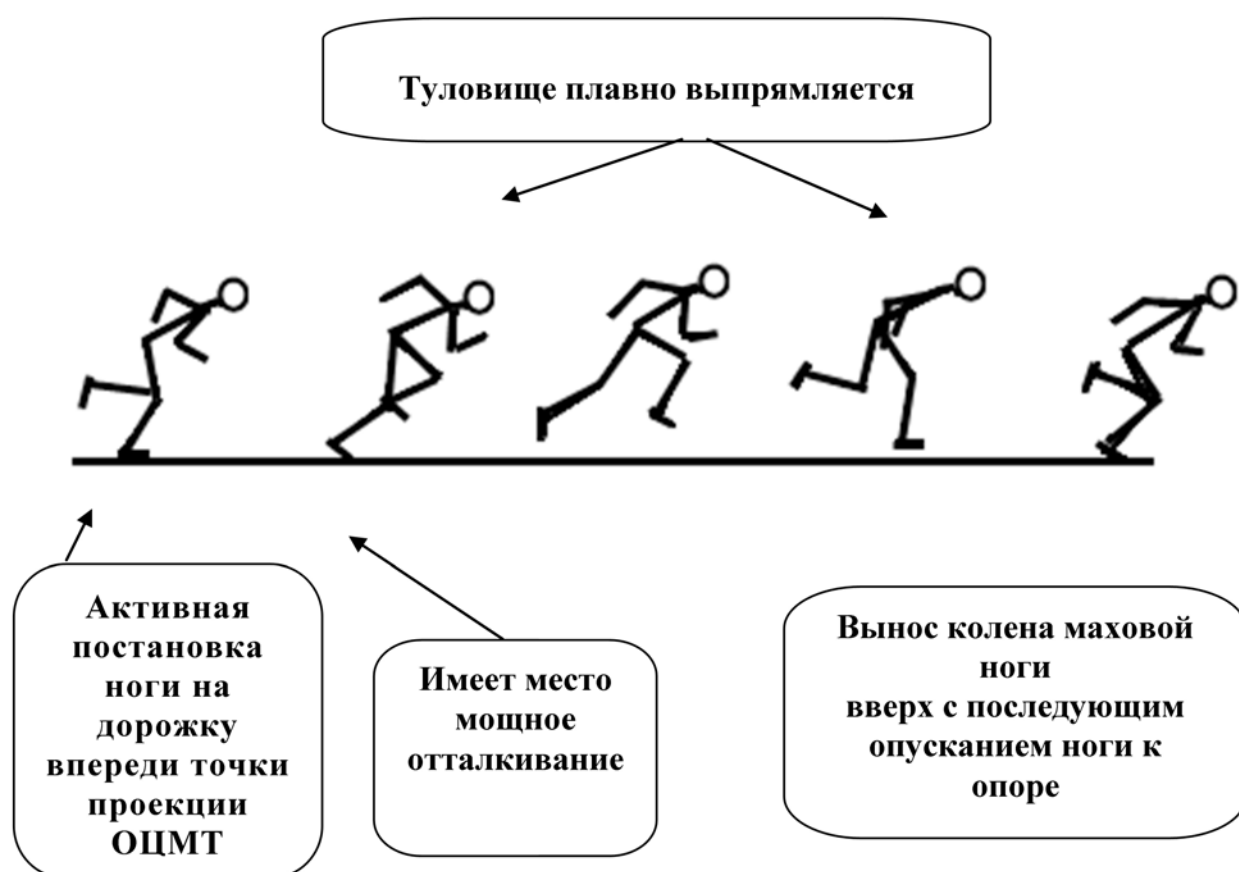 Туловище плавно выпрямляется
Активная
постановка
ноги на
дорожку
впереди точки
проекции
ОЦМТ
Имеет место
мощное
отталкивание
Вынос колена маховой
ноги
вверх с последующим
опусканием ноги к
опоре